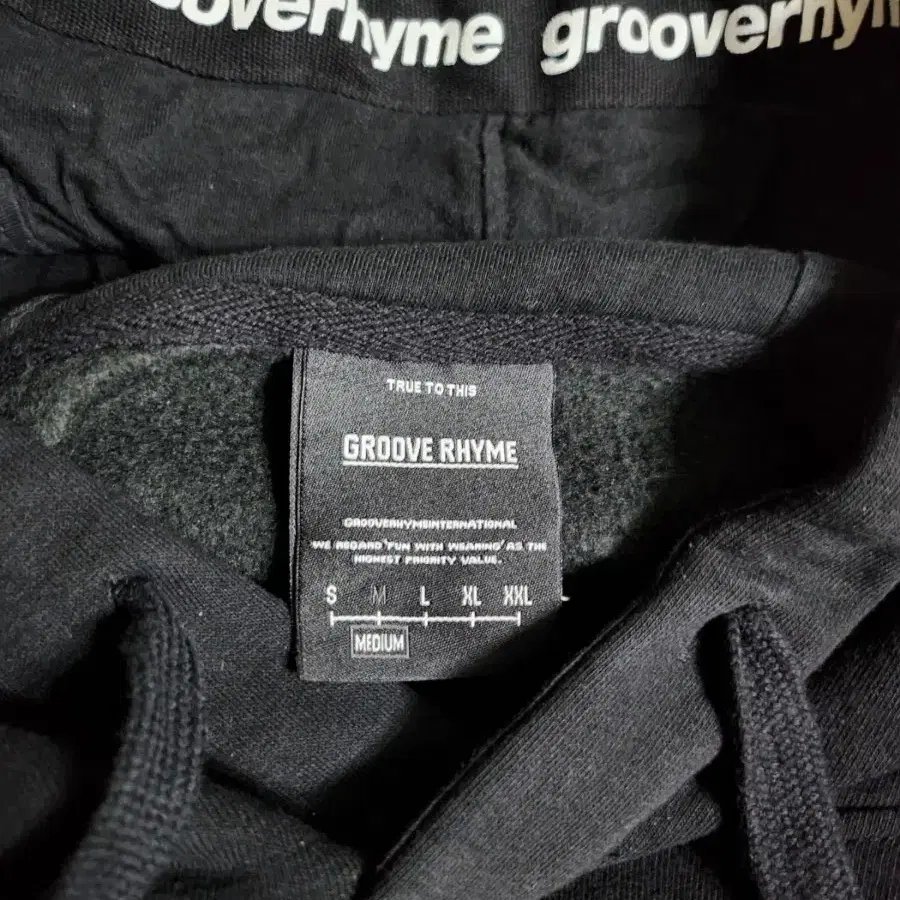 overrhyme grooverhym
TRUE TO THIS
GROOVE RHYME
GROOVERHYMEINTERNATIONAL
WE REGARD 'FUN WITH WEARING' AS THE
HIGHEST PRIORITY VALUE.
S M L XL XXL
MEDIUM